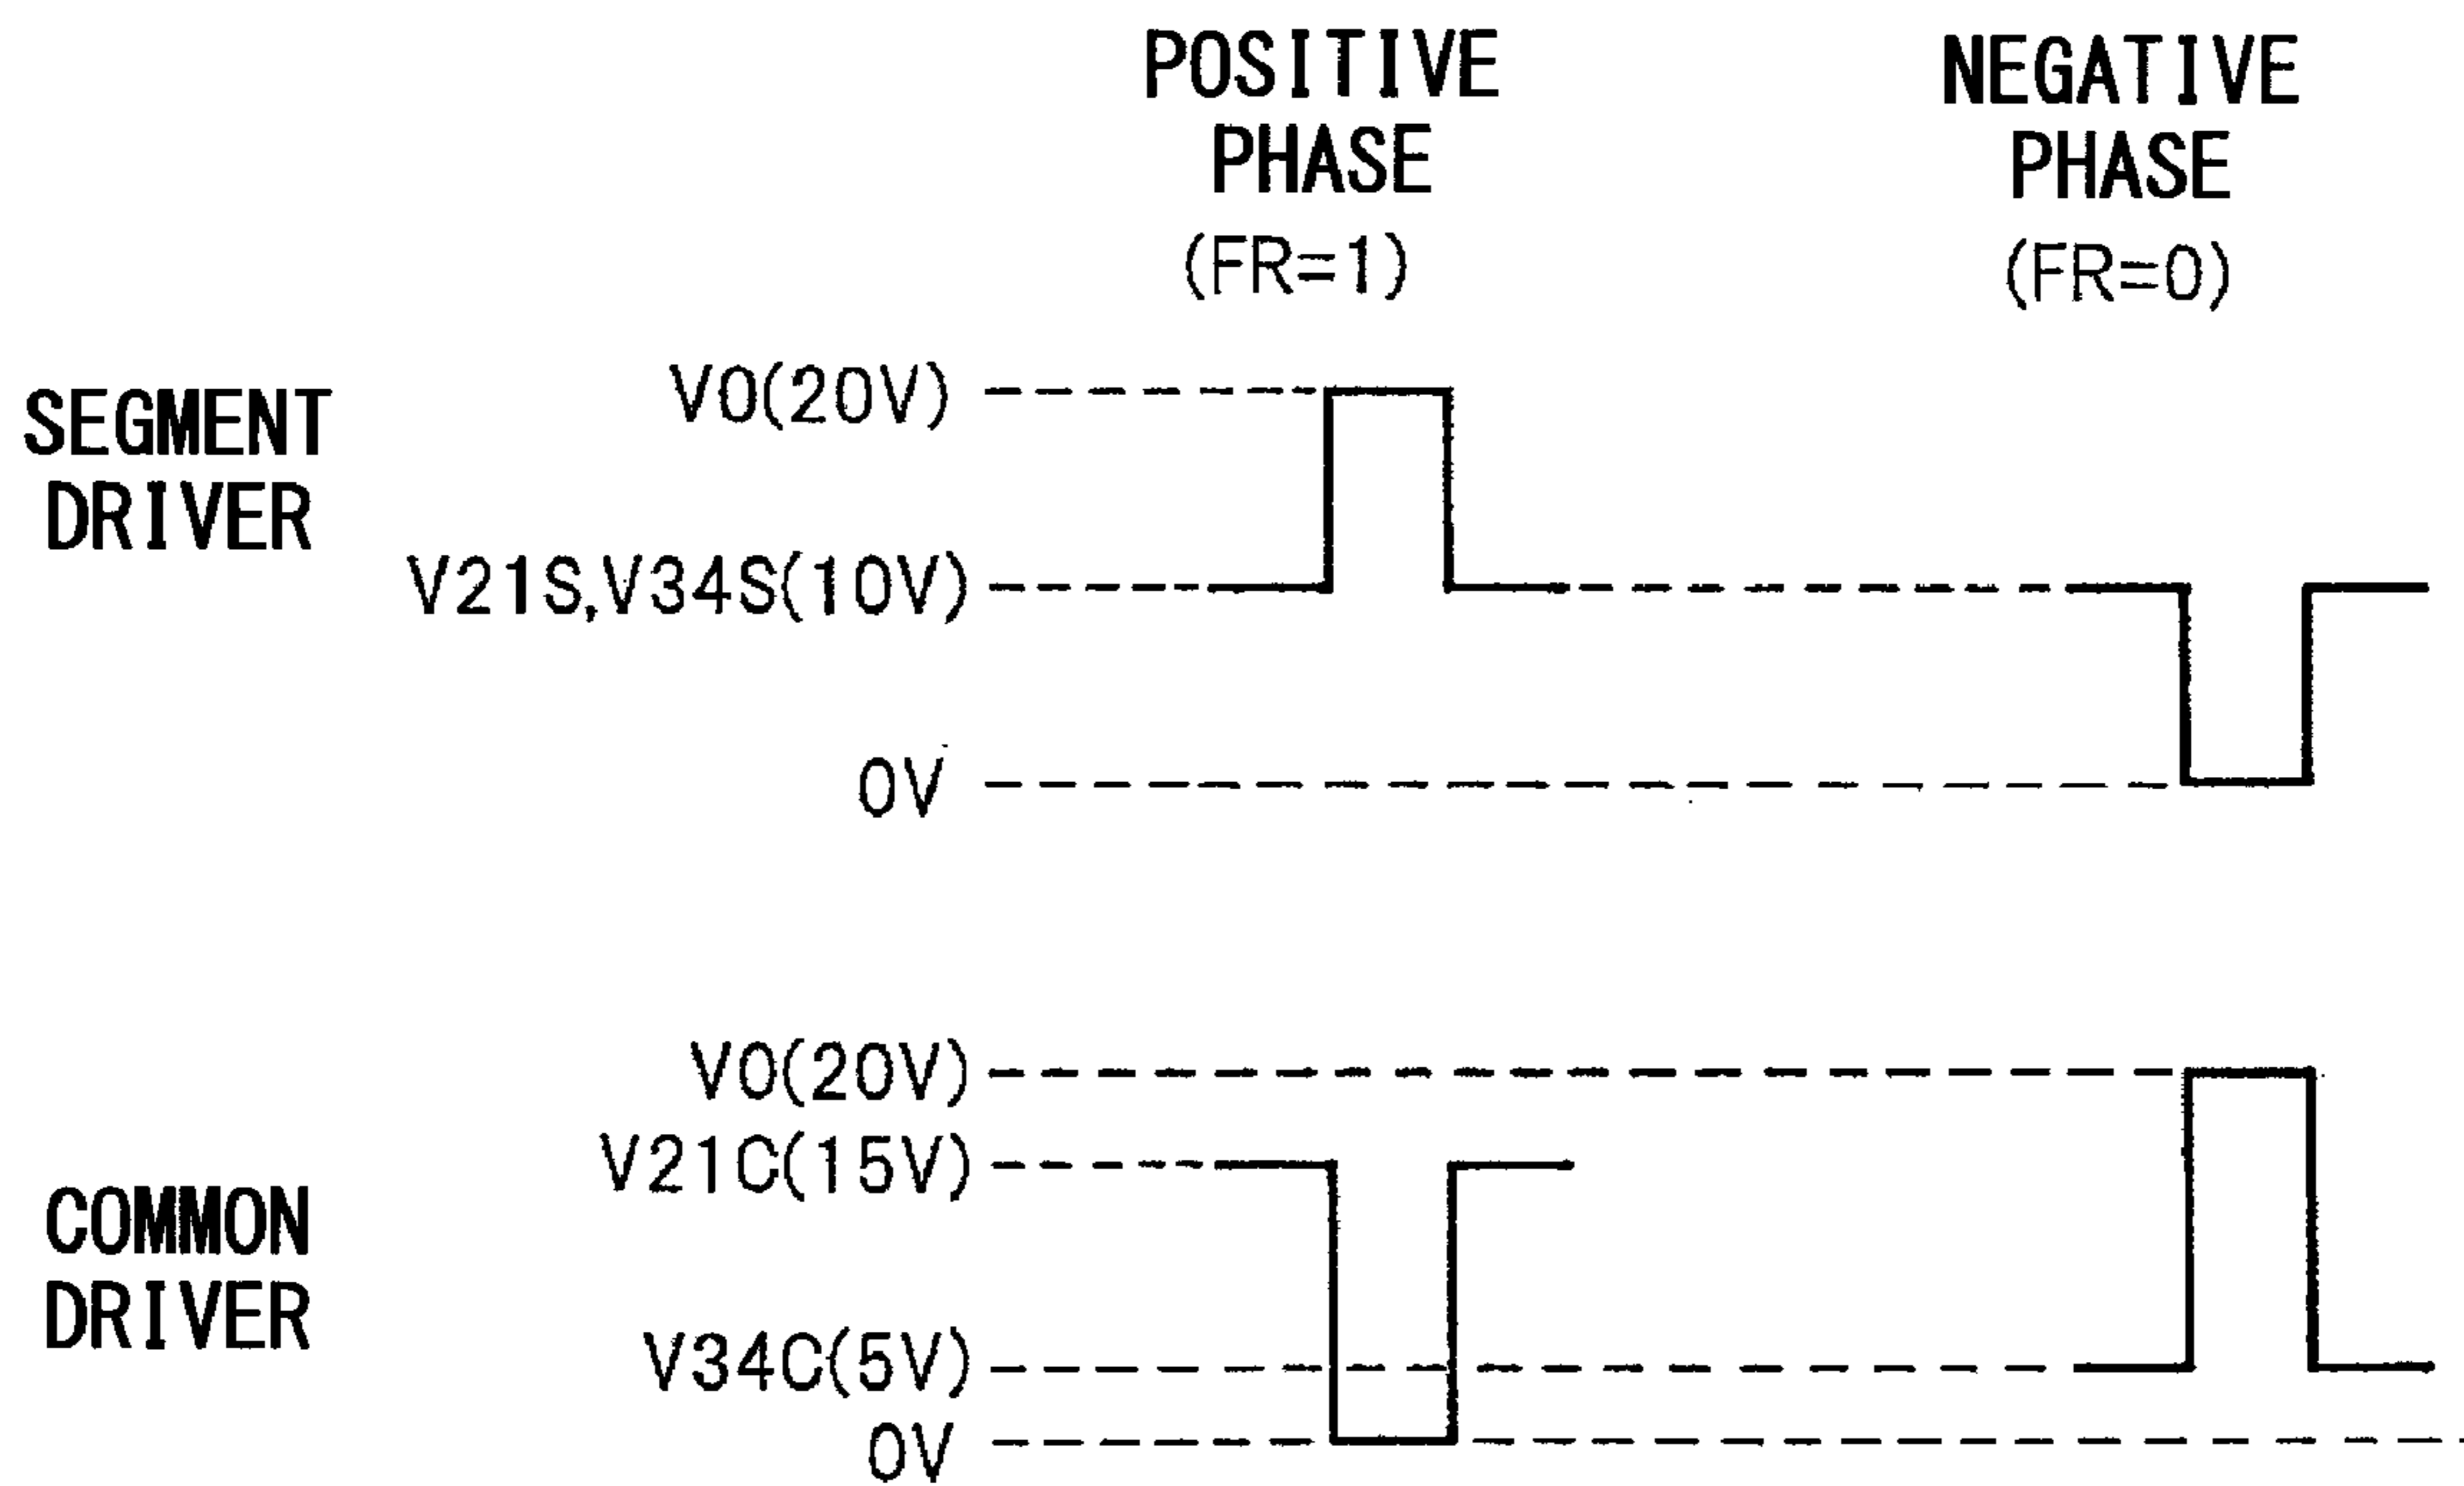 POSITIVE
PHASE
(FR=1)
NEGATIVE
PHASE
(FR=0)
SEGMENT
DRIVER
V0(20V)
V21S,V34S(10V)
0V
COMMON
DRIVER
V0(20V)
V21C(15V)
V34C(5V)
0V